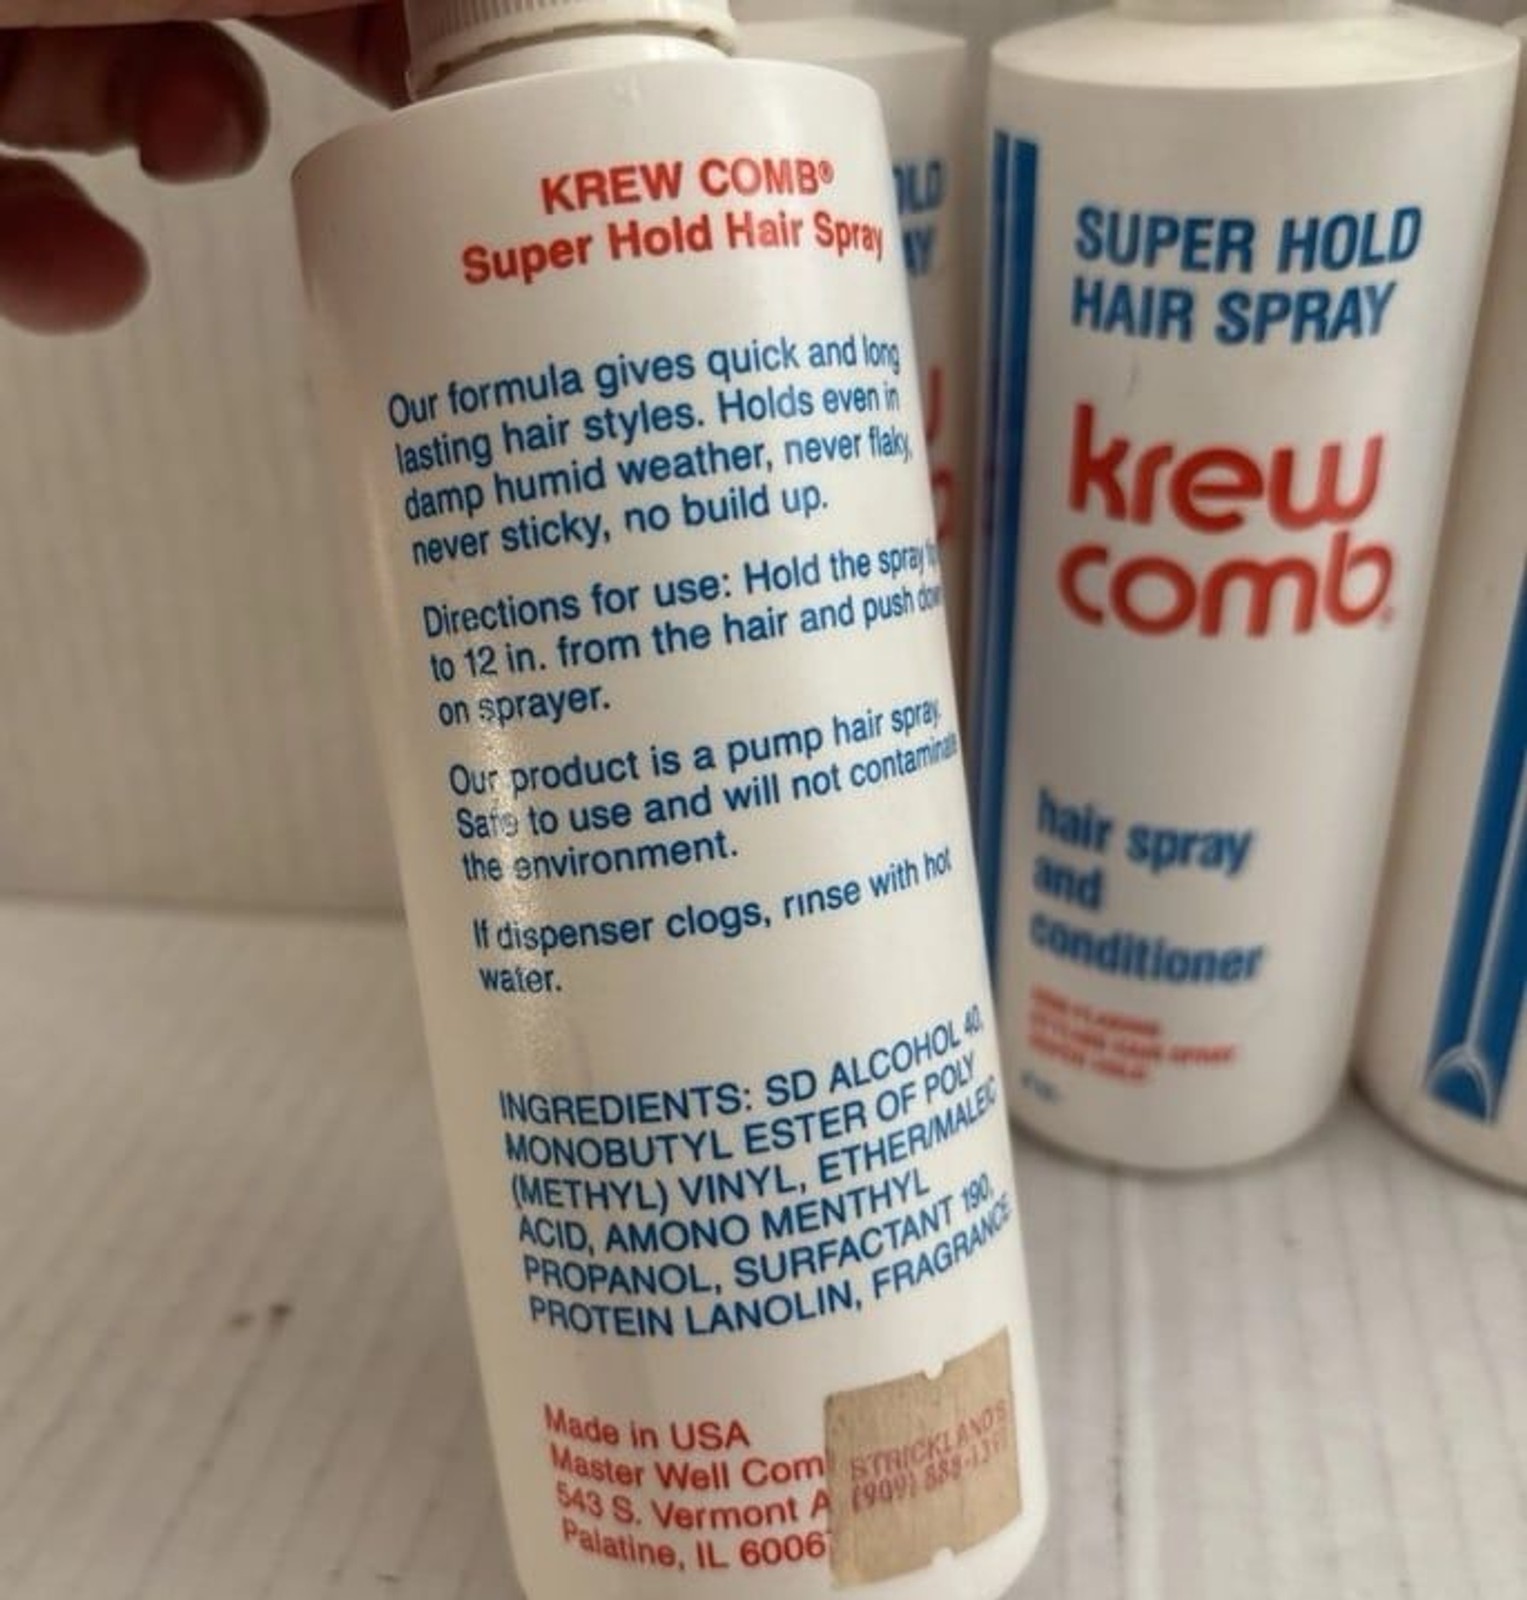 KREW COMB®
Super Hold Hair Spray
Our formula gives quick and long
lasting hair styles. Holds even in
damp humid weather, never flaky,
never sticky, no build up.
Directions for use: Hold the spray
to 12 in. from the hair and push down
on sprayer.
Our product is a pump hair spray.
Safe to use and will not contaminate
the environment.
If dispenser clogs, rinse with hot
water.
INGREDIENTS: SD ALCOHOL 40,
MONOBUTYL ESTER OF POLY
(METHYL) VINYL, ETHER/MALEIC
ACID, AMONO MENTHYL
PROPANOL, SURFACTANT 190,
PROTEIN LANOLIN, FRAGRANCE.
Made in USA
Master Well Com
543 S. Vermont A
Palatine, IL 6006
STRICKLAND'S
(909)
OLD
AY
SUPER HOLD
HAIR SPRAY
krew
comb
hair spray
and
conditioner
HAIR SPRAY